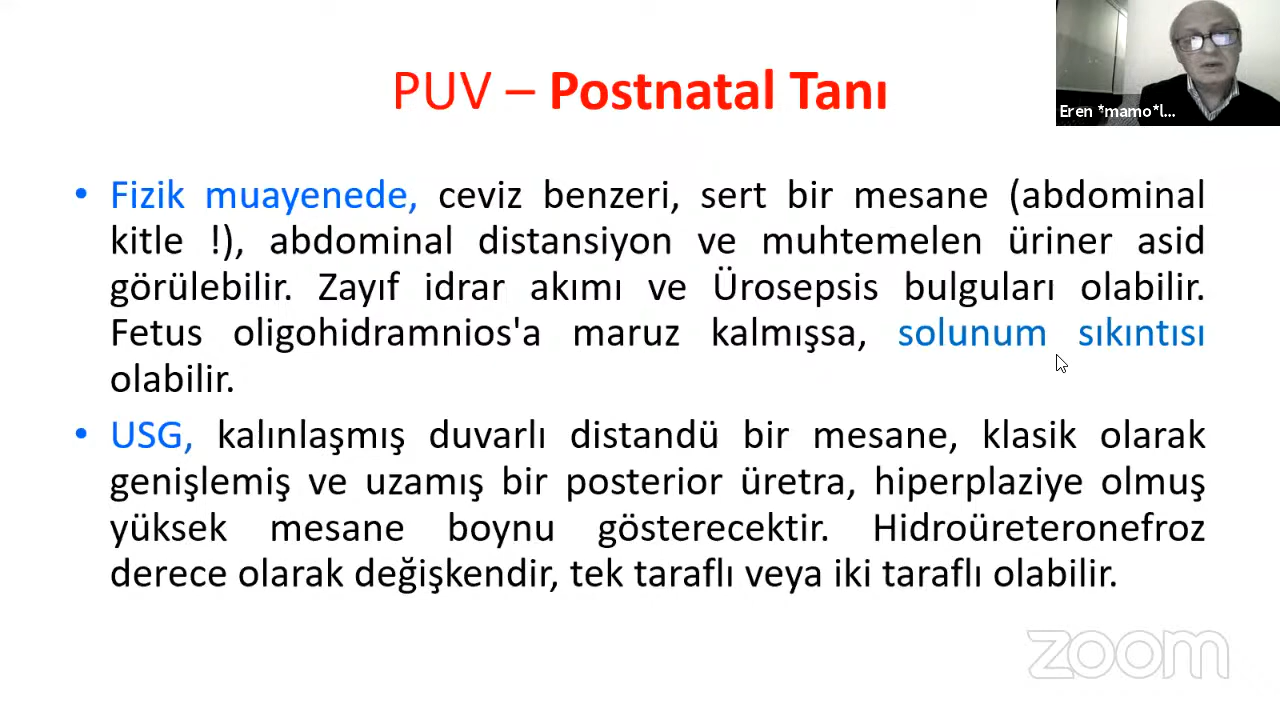 PUV – Postnatal Tanı
Eren *mamo*l...
• Fizik muayenede, ceviz benzeri, sert bir mesane (abdominal
kitle !), abdominal distansiyon ve muhtemelen üriner asid
görülebilir. Zayıf idrar akımı ve Ürosepsis bulguları olabilir.
Fetus oligohidramnios'a maruz kalmışsa, solunum sıkıntısı
olabilir.
• USG, kalınlaşmış duvarlı distandü bir mesane, klasik olarak
genişlemiş ve uzamış bir posterior üretra, hiperplaziye olmuş
yüksek mesane boynu gösterecektir. Hidroüreteronefroz
derece olarak değişkendir, tek taraflı veya iki taraflı olabilir.
zoom